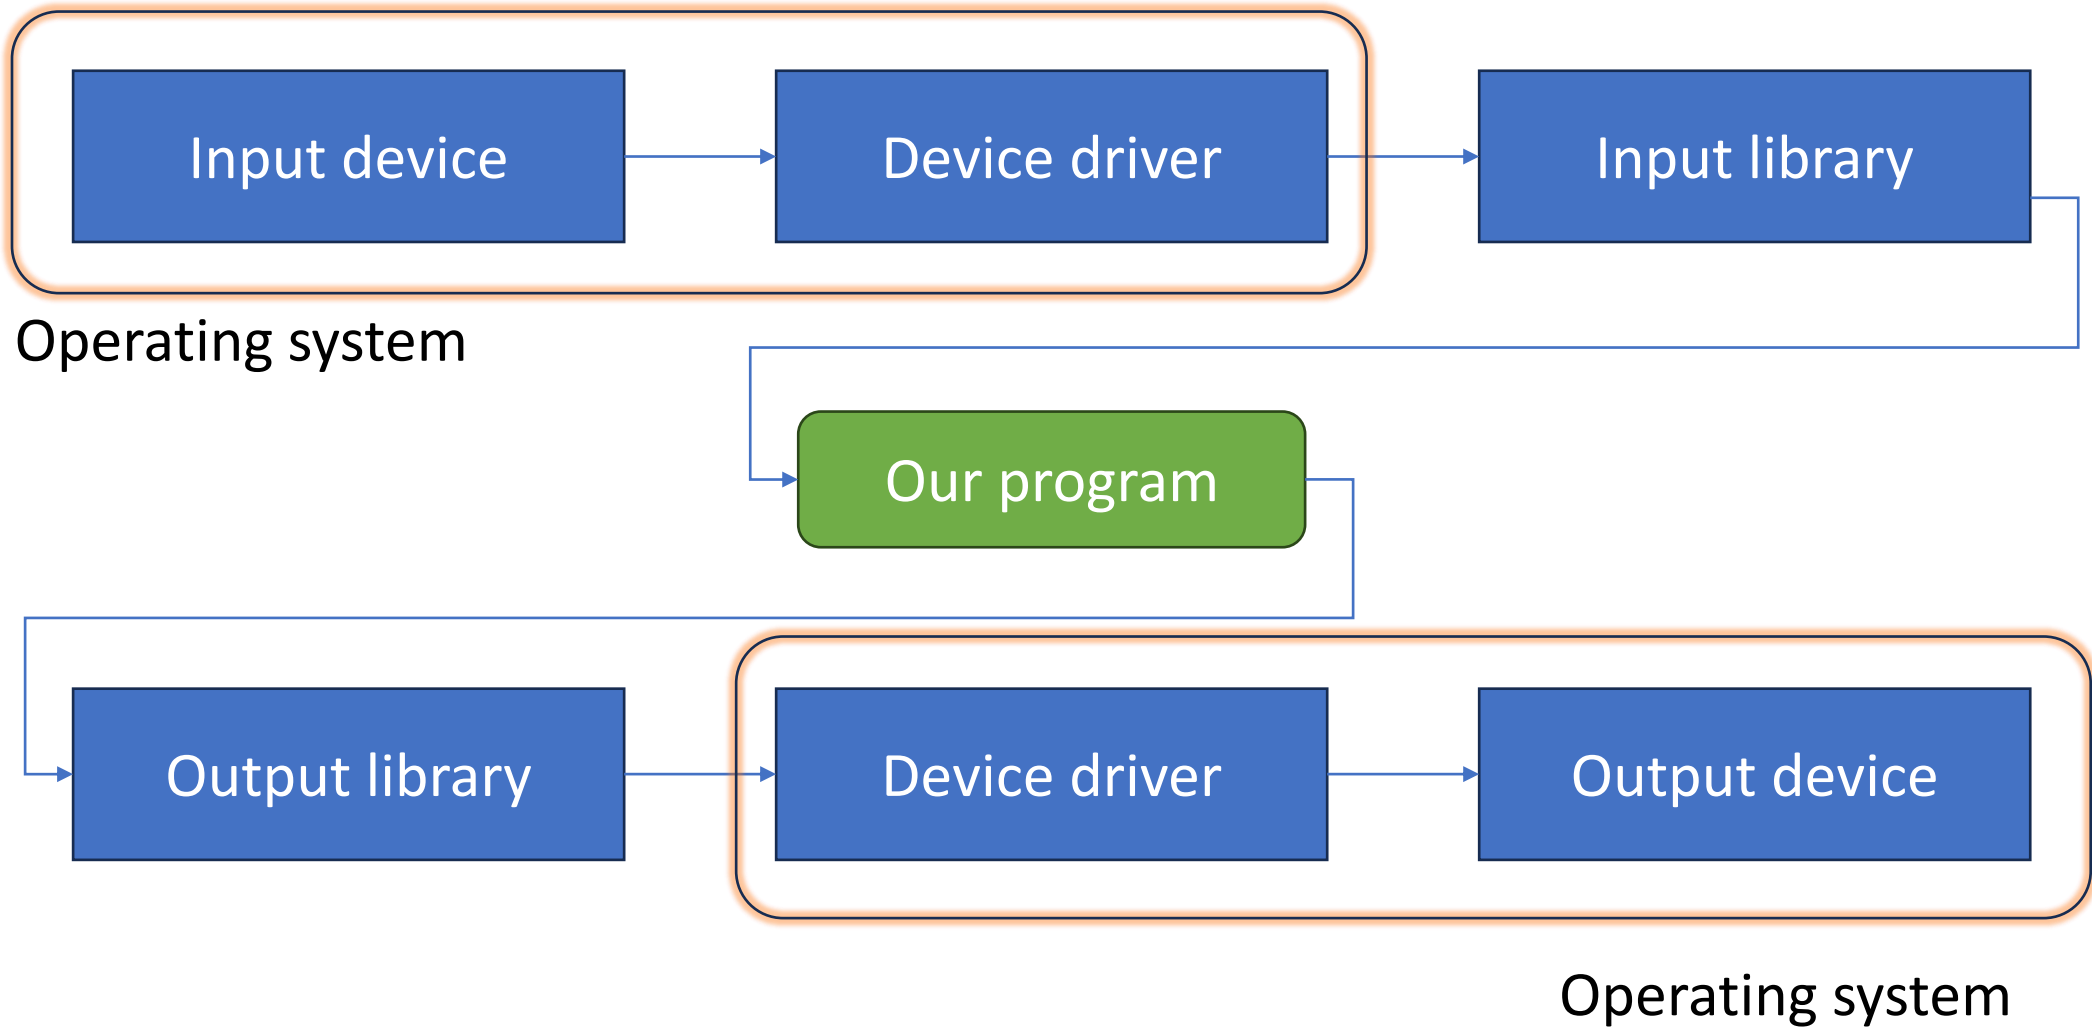 Input device
Device driver
Input library
Operating system
Our program
Output library
Device driver
Output device
Operating system